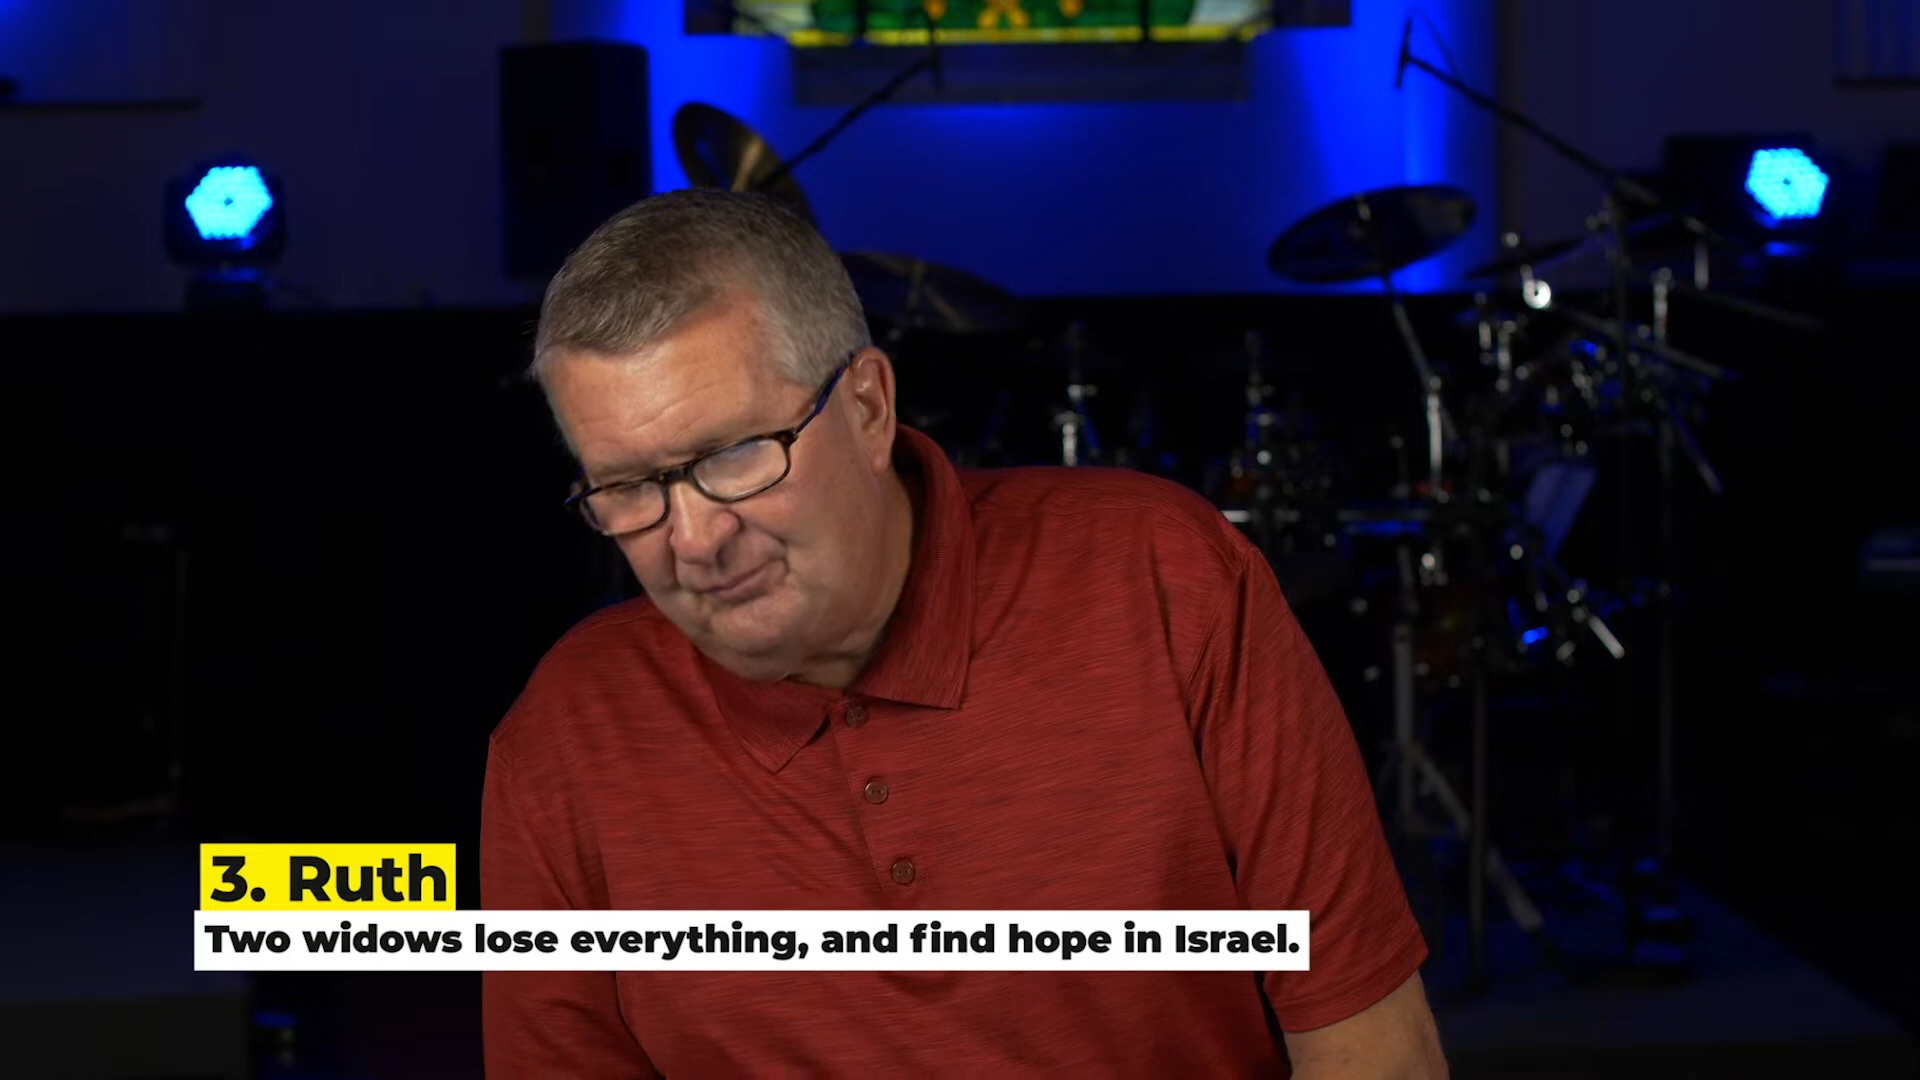 3. Ruth
Two widows lose everything, and find hope in Israel.